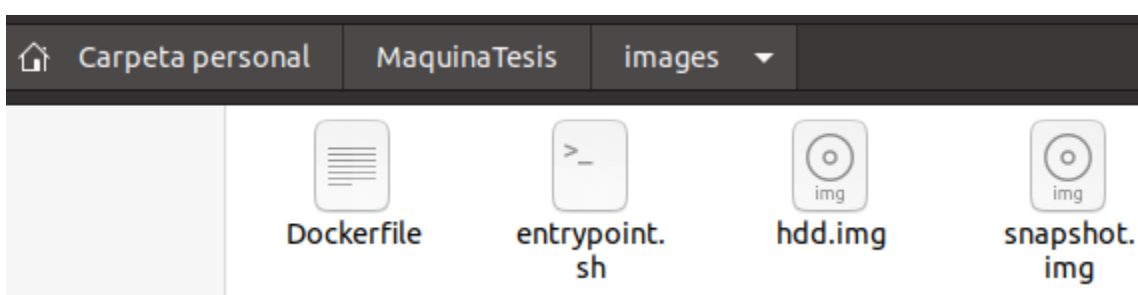 Carpeta personal MaquinaTesis images
>_
img img
Dockerfile entrypoint. hdd.img snapshot.
sh img